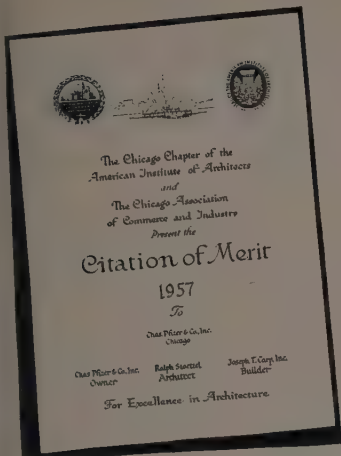 The Chicago Chapter of the
American Institute of Architects
and
The Chicago Association
of Commerce and Industry
Present the
Citation of Merit
1957
To
Chas. Pfizer & Co., Inc.
Chicago
Chas. Pfizer & Co., Inc.
Owner
Ralph Stoetzel
Architect
Joseph T. Carp, Inc.
Builder
For Excellence in Architecture